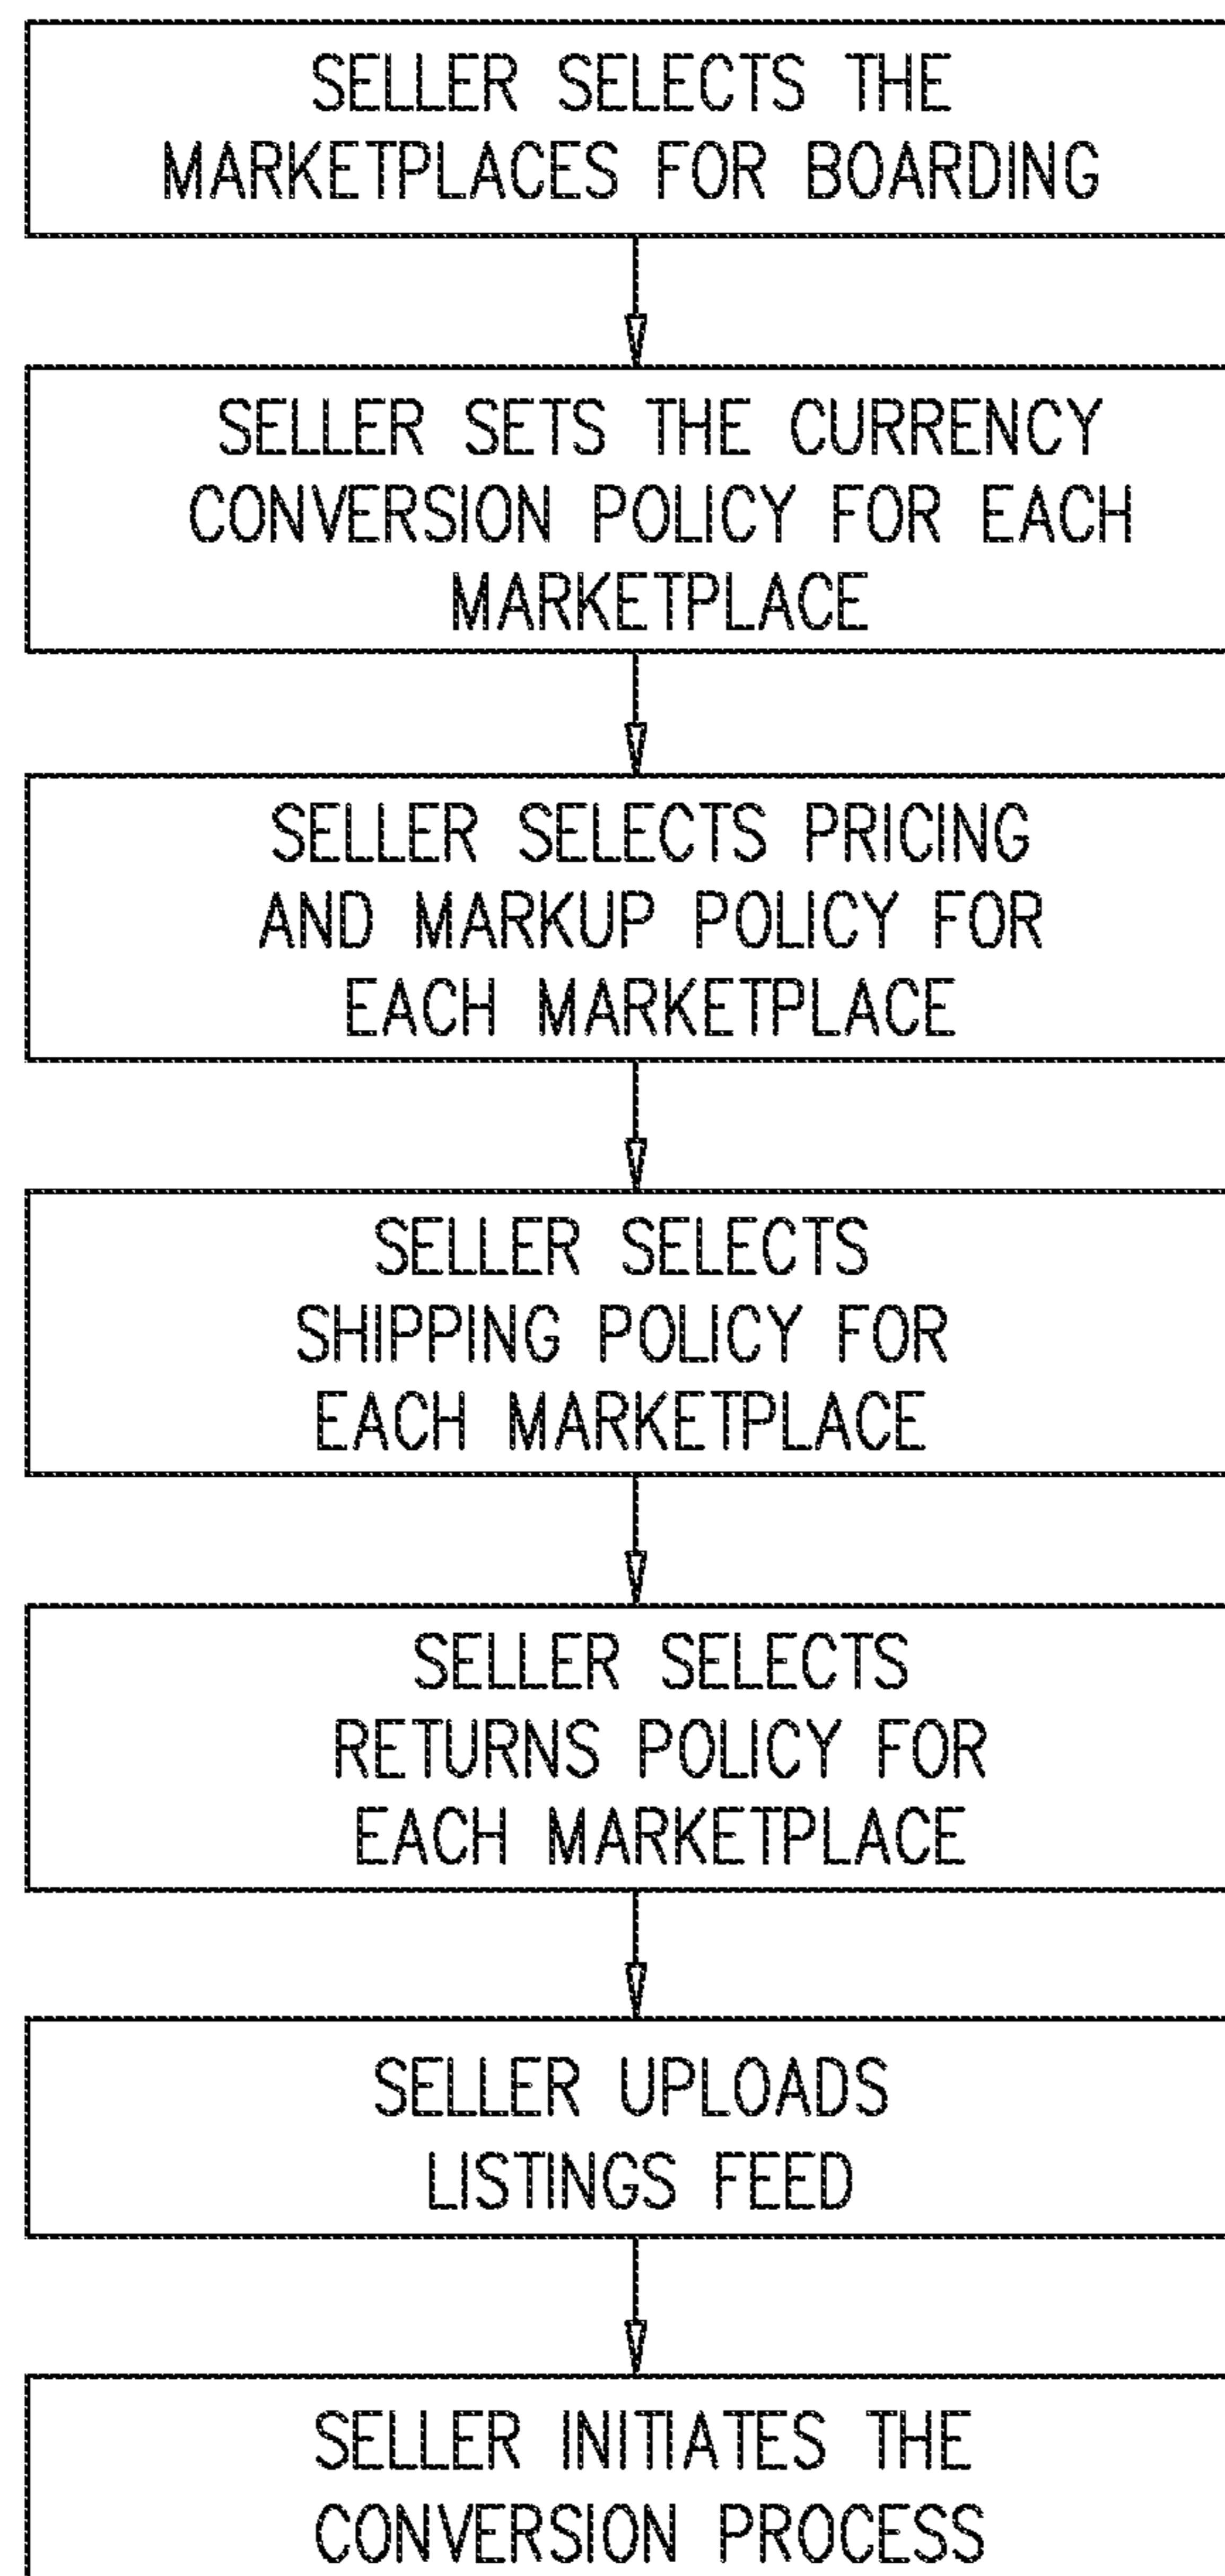 SELLER SELECTS THE
MARKETPLACES FOR BOARDING
SELLER SETS THE CURRENCY
CONVERSION POLICY FOR EACH
MARKETPLACE
SELLER SELECTS PRICING
AND MARKUP POLICY FOR
EACH MARKETPLACE
SELLER SELECTS
SHIPPING POLICY FOR
EACH MARKETPLACE
SELLER SELECTS
RETURNS POLICY FOR
EACH MARKETPLACE
SELLER UPLOADS
LISTINGS FEED
SELLER INITIATES THE
CONVERSION PROCESS